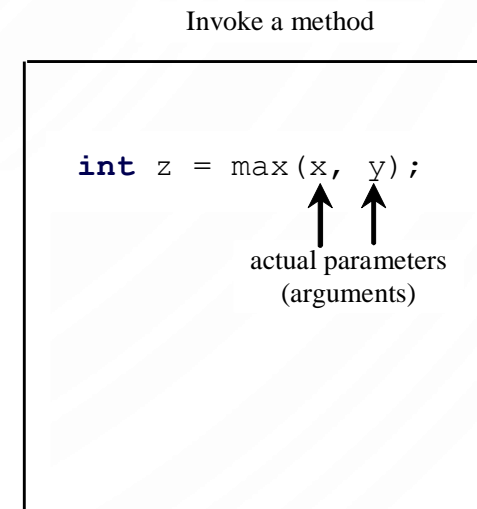 Invoke a method
int z = max(x, y);
actual parameters
(arguments)